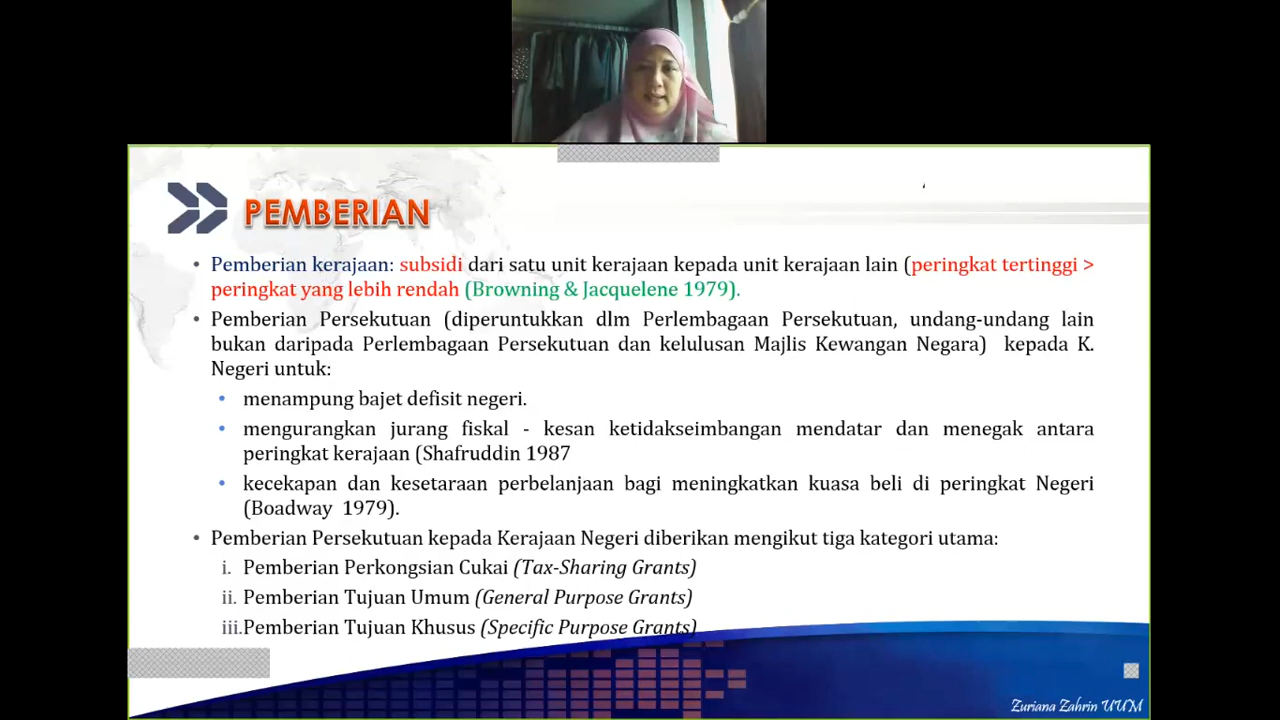 PEMBERIAN
• Pemberian kerajaan: subsidi dari satu unit kerajaan kepada unit kerajaan lain (peringkat tertinggi >
peringkat yang lebih rendah (Browning & Jacquelene 1979).
• Pemberian Persekutuan (diperuntukkan dlm Perlembagaan Persekutuan, undang-undang lain
bukan daripada Perlembagaan Persekutuan dan kelulusan Majlis Kewangan Negara) kepada K.
Negeri untuk:
• menampung bajet defisit negeri.
• mengurangkan jurang fiskal - kesan ketidakseimbangan mendatar dan menegak antara
peringkat kerajaan (Shafruddin 1987
• kecekapan dan kesetaraan perbelanjaan bagi meningkatkan kuasa beli di peringkat Negeri
(Boadway 1979).
• Pemberian Persekutuan kepada Kerajaan Negeri diberikan mengikut tiga kategori utama:
i. Pemberian Perkongsian Cukai (Tax-Sharing Grants)
ii. Pemberian Tujuan Umum (General Purpose Grants)
iii. Pemberian Tujuan Khusus (Specific Purpose Grants)
Zuriana Zahrin UUM